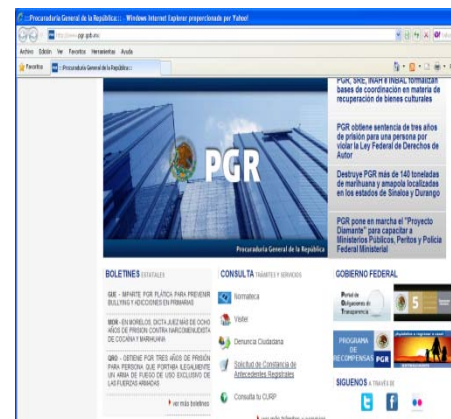 :::Procuraduría General de la República::: - Windows Internet Explorer proporcionado por Yahoo!
Archivo Edición Ver Favoritos Herramientas Ayuda
Favoritos :::Procuraduría General de la República:::
PGR, SRE, INAH e INBAL formalizan
bases de coordinación en materia de
recuperación de bienes culturales
PGR obtiene sentencia de tres años
de prisión para una persona por
violar la Ley Federal de Derechos de
Autor
Destruye PGR más de 140 toneladas
de marihuana y amapola localizadas
en los estados de Sinaloa y Durango
PGR pone en marcha el "Proyecto
Diamante" para capacitar a
Ministerios Públicos, Peritos y Policía
Federal Ministerial
PGR
Procuraduría General de la República
BOLETINES ESTATALES
GUE - IMPARTE PGR PLÁTICA PARA PREVENIR
BULLYING Y ADICCIONES EN PRIMARIAS
MOR - EN MORELOS, DICTA JUEZ MÁS DE OCHO
AÑOS DE PRISIÓN CONTRA NARCOMENUDISTA
DE COCAÍNA Y MARIHUANA
QRO - OBTIENE PGR TRES AÑOS DE PRISIÓN
PARA PERSONA QUE PORTABA ILEGALMENTE
UN ARMA DE FUEGO DE USO EXCLUSIVO DE
LAS FUERZAS ARMADAS
ver más boletines
CONSULTA TRÁMITES Y SERVICIOS
Normateca
Visitel
Denuncia Ciudadana
Solicitud de Constancia de
Antecedentes Registrales
Consulta tu CURP
ver más trámites y servicios
GOBIERNO FEDERAL
Portal de
Obligaciones de
Transparencia
5
PROGRAMA
DE
RECOMPENSAS PGR
SIGUENOS A TRAVÉS DE